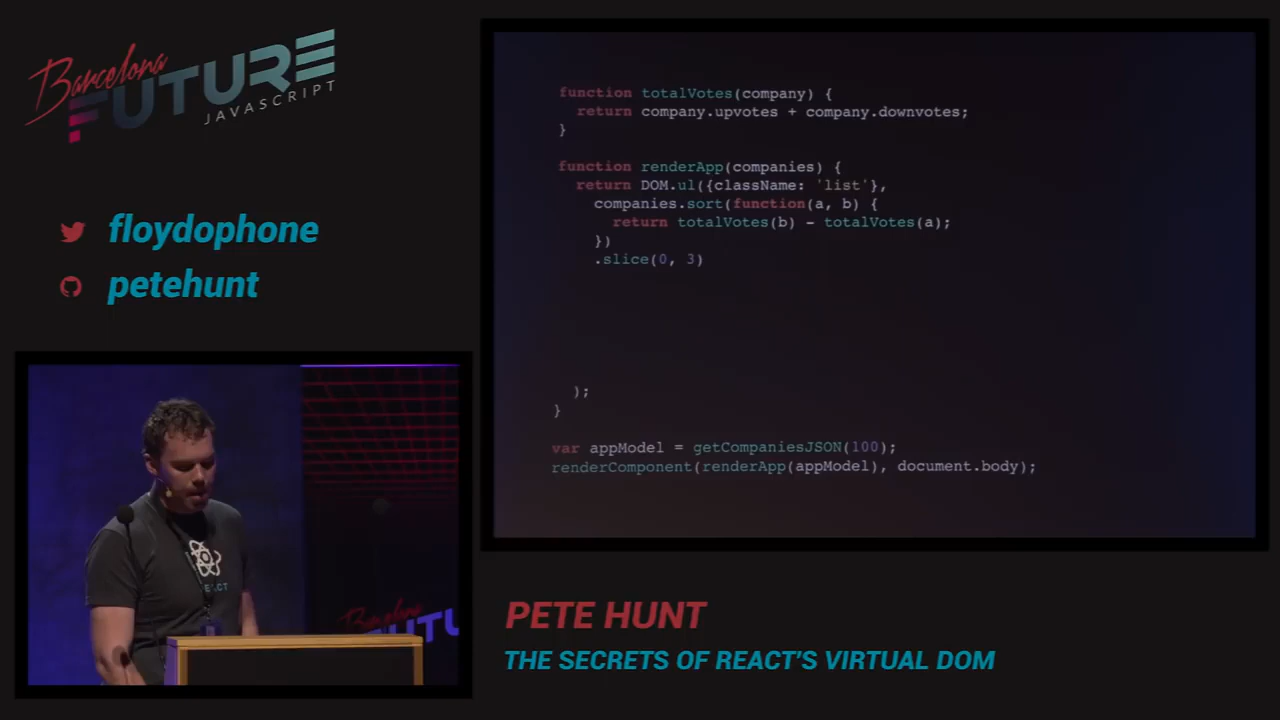 Barcelona
FUTURE
JAVASCRIPT
floydophone
petehunt
function totalVotes(company) {
  return company.upvotes + company.downvotes;
}
function renderApp(companies) {
  return DOM.ul({className: 'list'},
    companies.sort(function(a, b) {
      return totalVotes(b) - totalVotes(a);
    })
    .slice(0, 3)
  );
}
var appModel = getCompaniesJSON(100);
renderComponent(renderApp(appModel), document.body);
Barcelona
PETE HUNT
THE SECRETS OF REACT'S VIRTUAL DOM